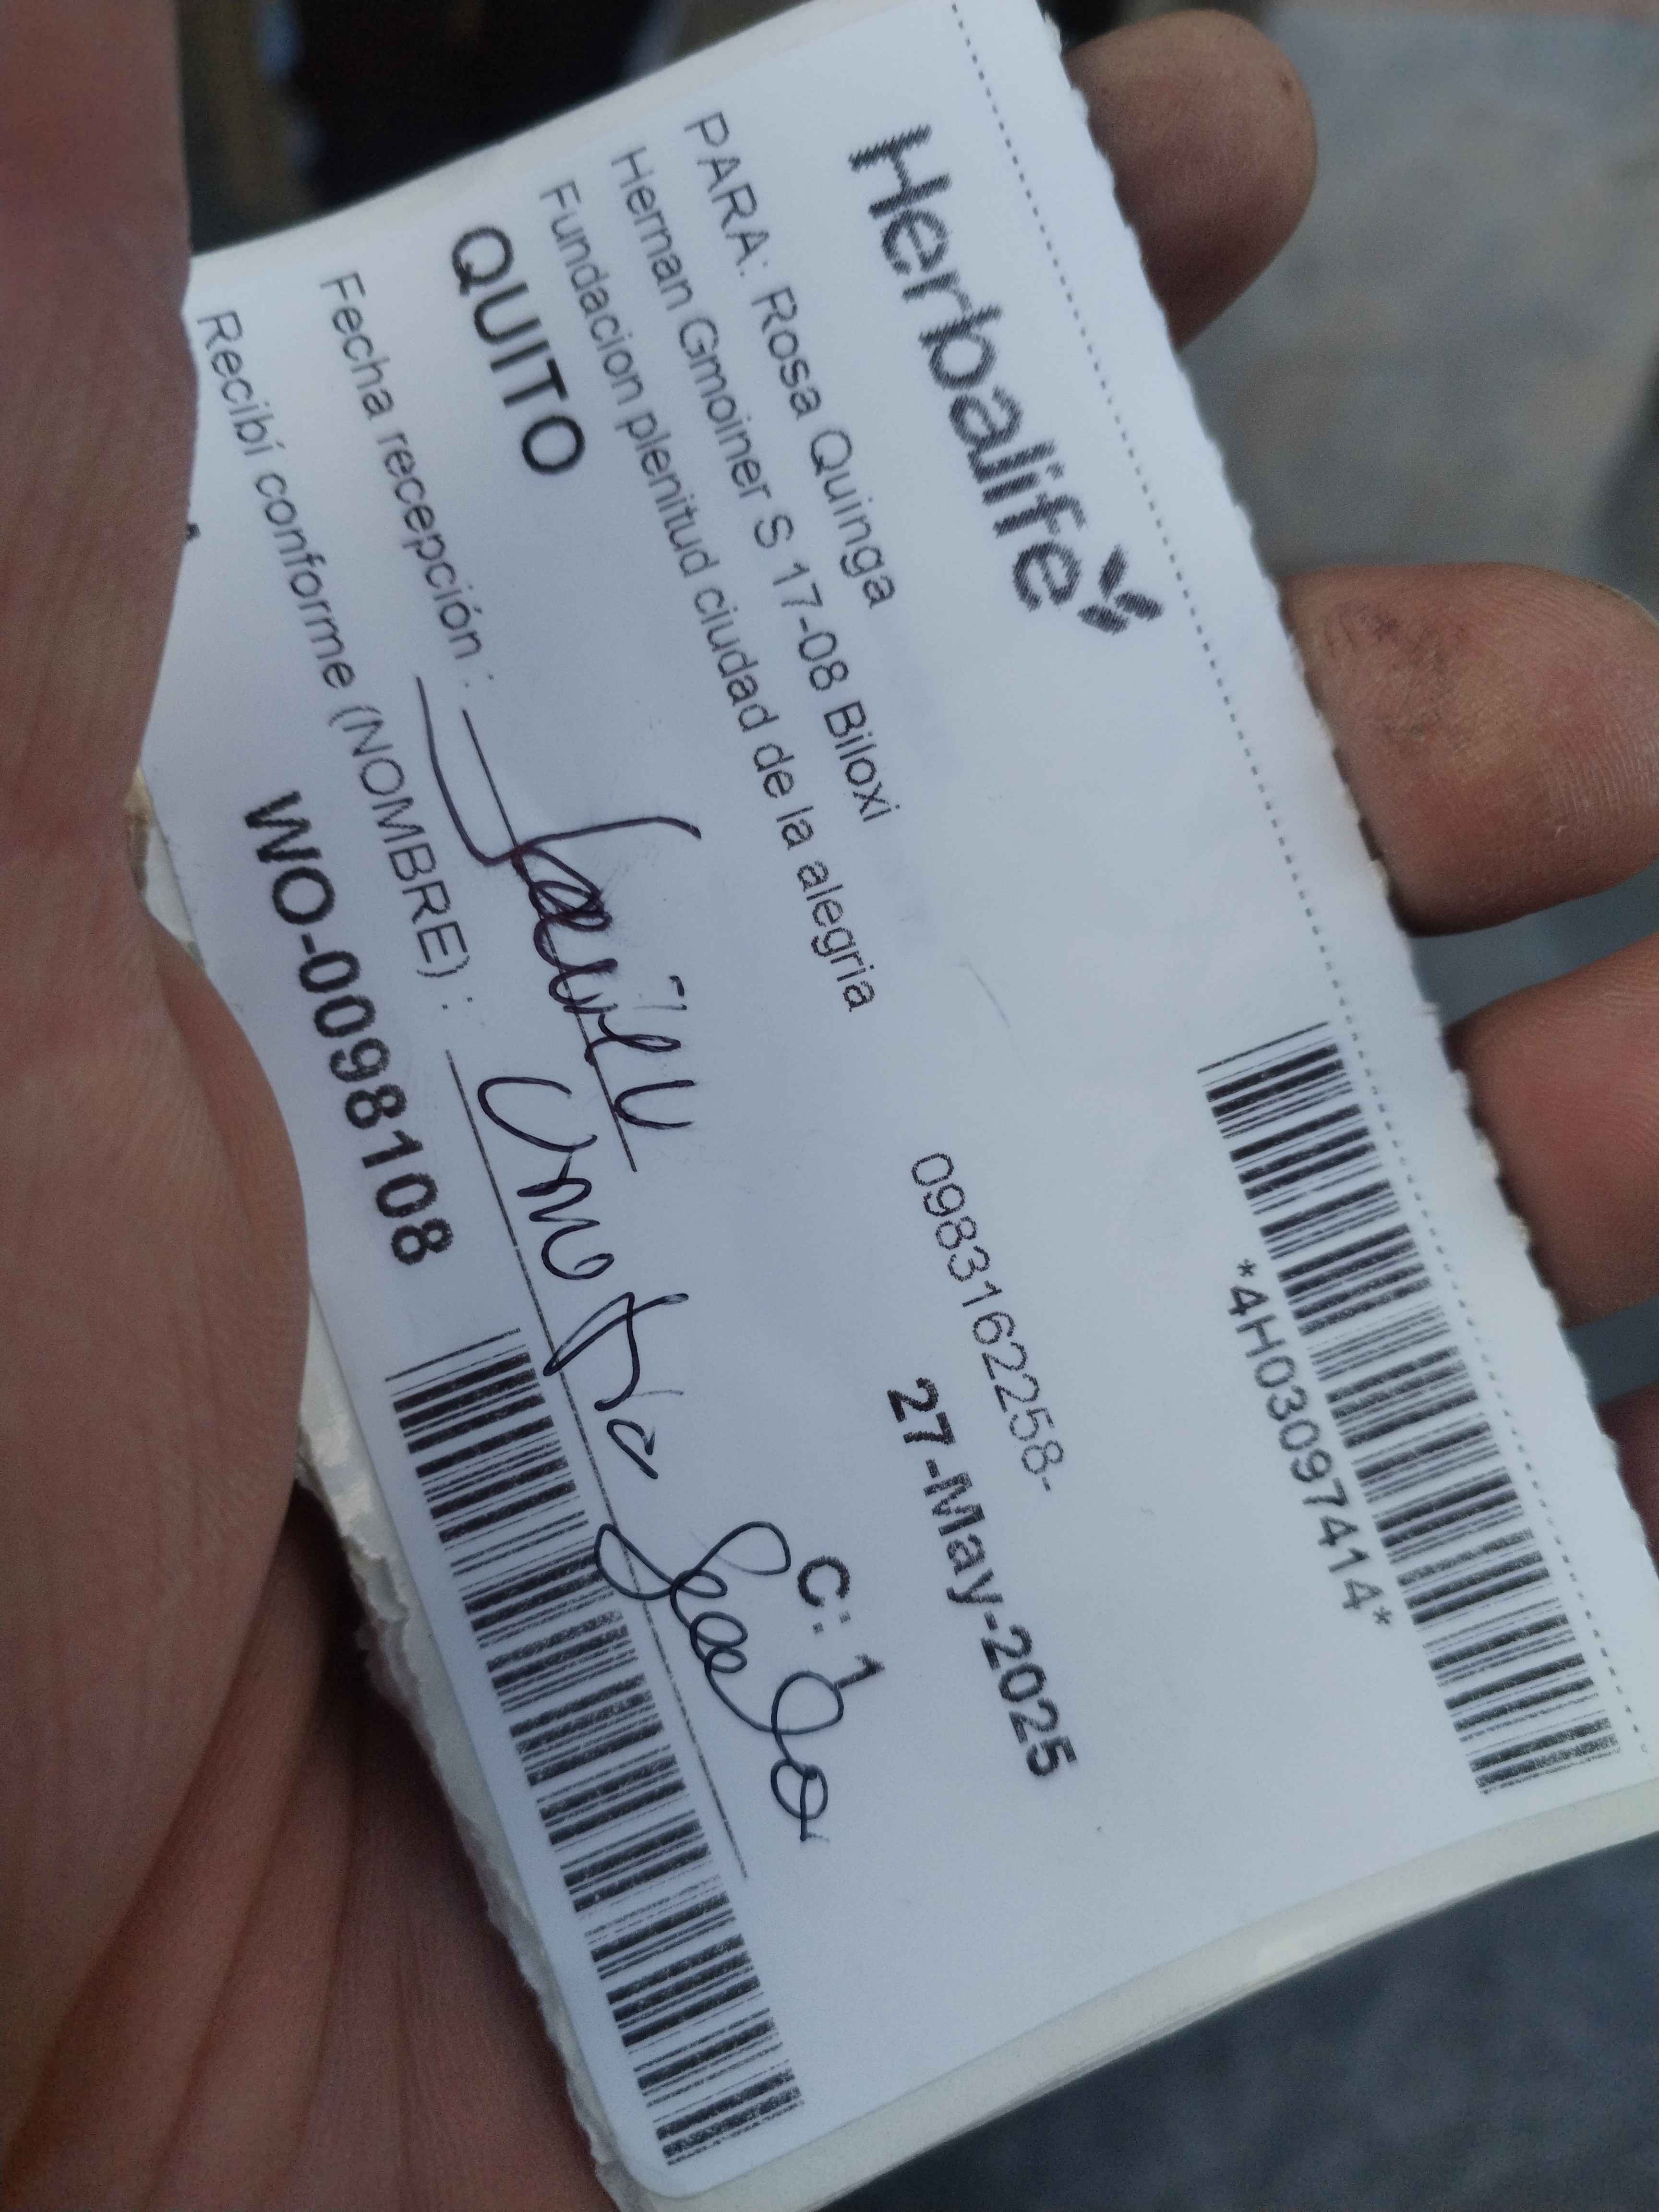 Herbalife
*4H03097414*
PARA: Rosa Quinga
Hernan Gmoiner S 17-08 Biloxi
0983162258-
Fundacion plenitud ciudad de la alegria
27-May-2025
QUITO
C: 1
Fecha recepción :
Recibí conforme (NOMBRE) :
WO-0098108